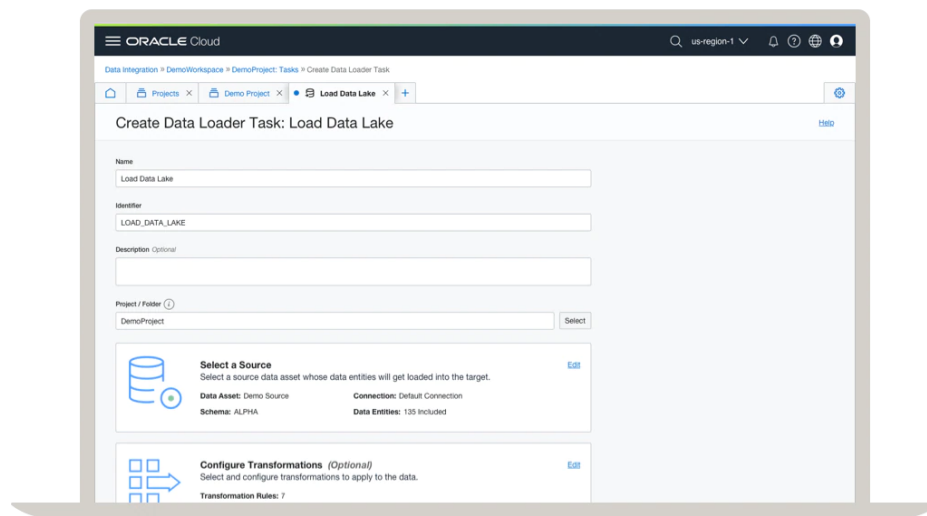 ORACLE Cloud
us-region-1
Data Integration » DemoWorkspace » DemoProject: Tasks » Create Data Loader Task
Projects × Demo Project × Load Data Lake × +
Create Data Loader Task: Load Data Lake
Help
Name
Load Data Lake
Identifier
LOAD_DATA_LAKE
Description Optional
Project / Folder i
DemoProject
Select
Select a Source
Edit
Select a source data asset whose data entities will get loaded into the target.
Data Asset: Demo Source Connection: Default Connection
Schema: ALPHA Data Entities: 135 Included
Configure Transformations (Optional)
Edit
Select and configure transformations to apply to the data.
Transformation Rules: 7